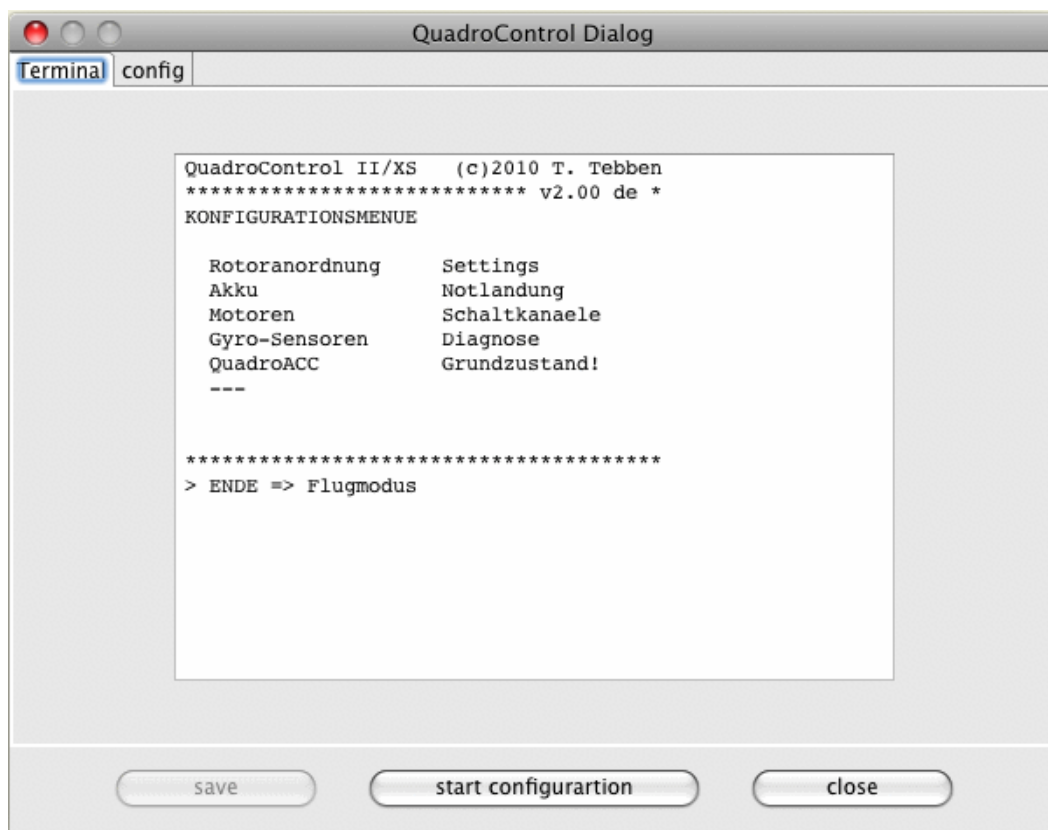 QuadroControl Dialog
Terminal config
QuadroControl II/XS (c)2010 T. Tebben
**************************** v2.00 de *
KONFIGURATIONSMENUE
Rotoranordnung Settings
Akku Notlandung
Motoren Schaltkanaele
Gyro-Sensoren Diagnose
QuadroACC Grundzustand!
---
***************************************
> ENDE => Flugmodus
save start configurartion close